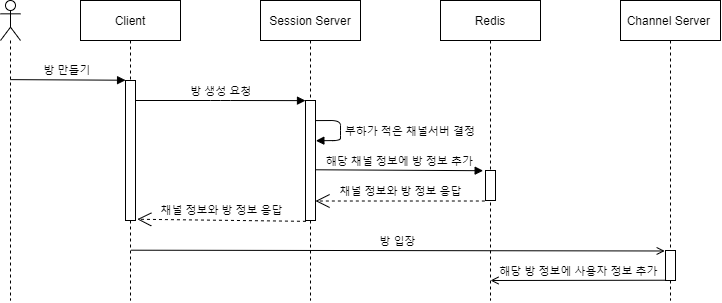 Client
Session Server
Redis
Channel Server
방 만들기
방 생성 요청
부하가 적은 채널서버 결정
해당 채널 정보에 방 정보 추가
채널 정보와 방 정보 응답
채널 정보와 방 정보 응답
방 입장
해당 방 정보에 사용자 정보 추가